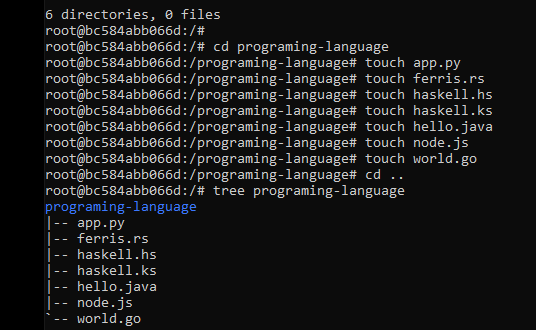 6 directories, 0 files
root@bc584abb066d:/#
root@bc584abb066d:/# cd programing-language
root@bc584abb066d:/programing-language# touch app.py
root@bc584abb066d:/programing-language# touch ferris.rs
root@bc584abb066d:/programing-language# touch haskell.hs
root@bc584abb066d:/programing-language# touch haskell.ks
root@bc584abb066d:/programing-language# touch hello.java
root@bc584abb066d:/programing-language# touch node.js
root@bc584abb066d:/programing-language# touch world.go
root@bc584abb066d:/programing-language# cd ..
root@bc584abb066d:/# tree programing-language
programing-language
|-- app.py
|-- ferris.rs
|-- haskell.hs
|-- haskell.ks
|-- hello.java
|-- node.js
`-- world.go